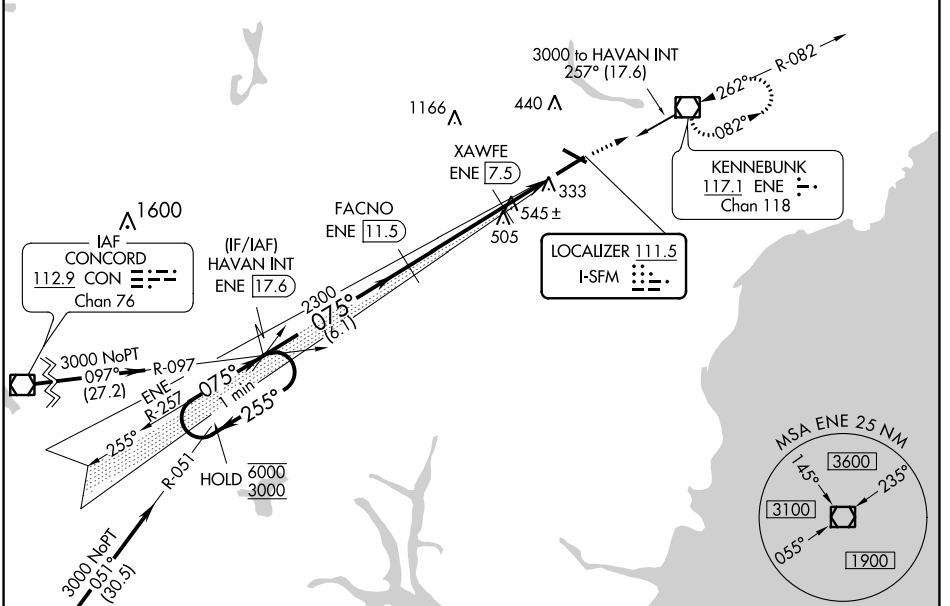 3000 to HAVAN INT
257° (17.6)
R-082
262°
082°
1166
440
XAWFE
ENE 7.5
333
545 ±
505
KENNEBUNK
117.1 ENE
Chan 118
FACNO
ENE 11.5
LOCALIZER 111.5
I-SFM
1600
IAF
CONCORD
112.9 CON
Chan 76
(IF/IAF)
HAVAN INT
ENE 17.6
2300
075°
(6.1)
3000 NoPT
097°
(27.2)
R-097
ENE
R-257
255°
075°
1 min
255°
R-051
HOLD 6000
3000
3000 NoPT
051°
(30.5)
MSA ENE 25 NM
145°
3600
235°
3100
055°
1900